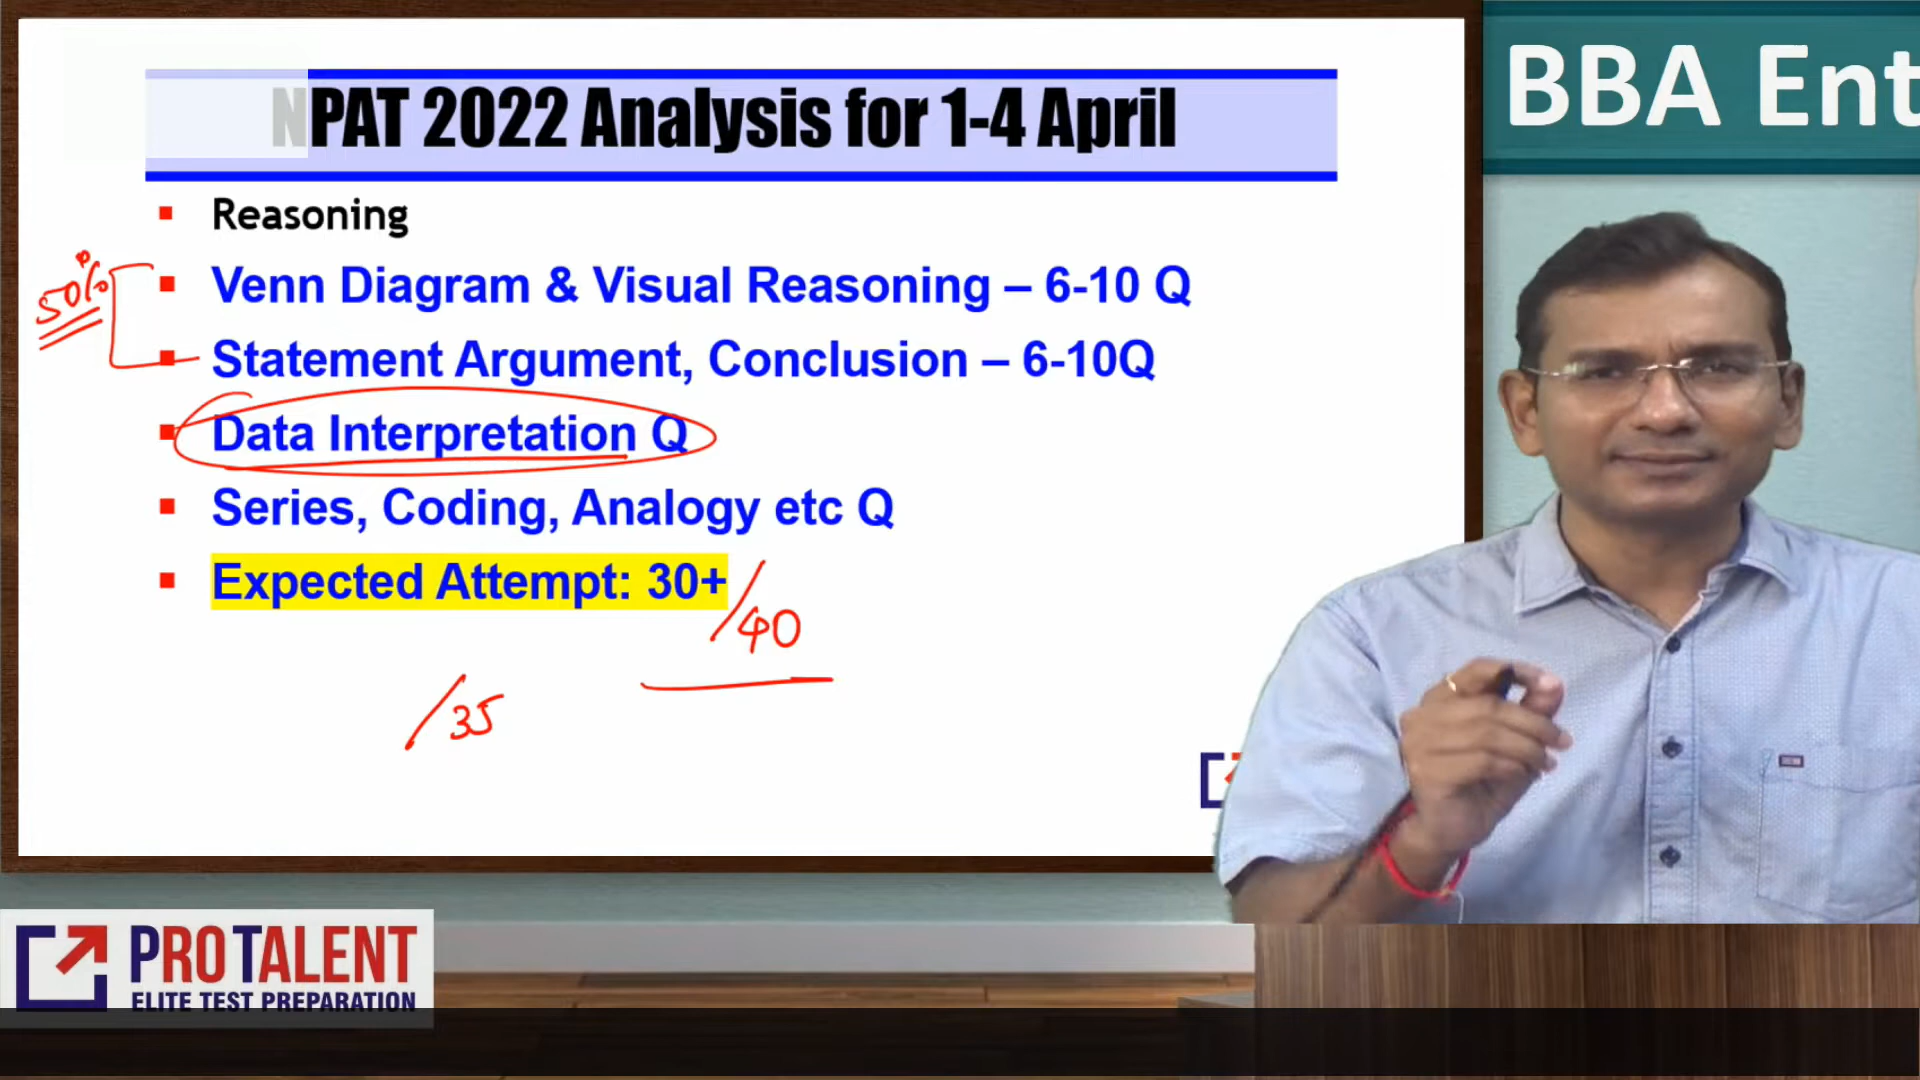 BBA Ent
NPAT 2022 Analysis for 1-4 April
Reasoning
50%
Venn Diagram & Visual Reasoning – 6-10 Q
Statement Argument, Conclusion – 6-10Q
Data Interpretation Q
Series, Coding, Analogy etc Q
Expected Attempt: 30+
/40
/35
PROTALENT
ELITE TEST PREPARATION